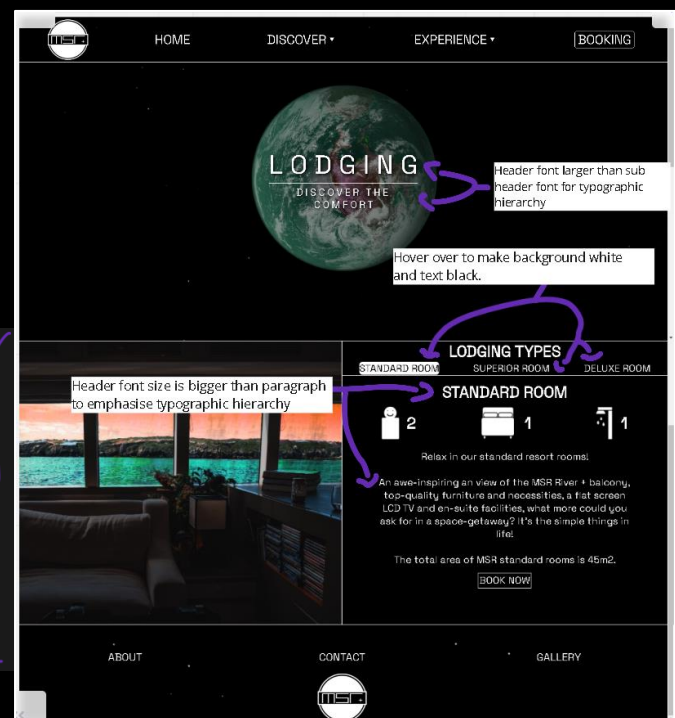 MSR.
HOME
DISCOVER ▾
EXPERIENCE ▾
BOOKING
LODGING
DISCOVER THE
COMFORT
Header font larger than sub
header font for typographic
hierarchy
Hover over to make background white
and text black.
LODGING TYPES
STANDARD ROOM
SUPERIOR ROOM
DELUXE ROOM
Header font size is bigger than paragraph
to emphasise typographic hierarchy
STANDARD ROOM
2
1
1
Relax in our standard resort rooms!
An awe-inspiring an view of the MSR River + balcony,
top-quality furniture and necessities, a flat screen
LCD TV and en-suite facilities, what more could you
ask for in a space-getaway? It's the simple things in
life!
The total area of MSR standard rooms is 45m2.
BOOK NOW
ABOUT
CONTACT
GALLERY
MSR.